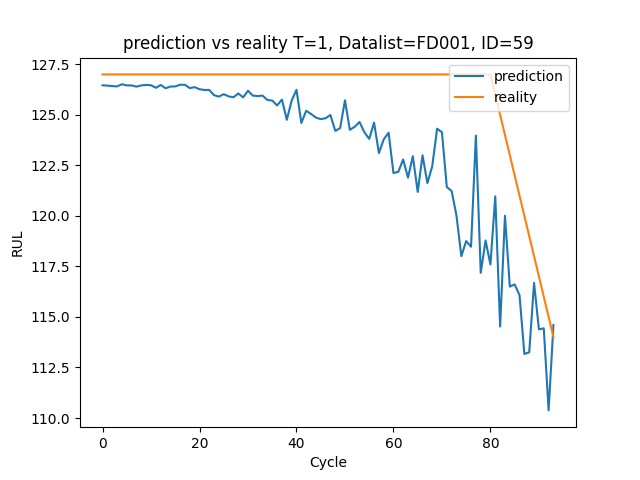 prediction vs reality T=1, Datalist=FD001, ID=59
prediction
reality
127.5
125.0
122.5
120.0
117.5
115.0
112.5
110.0
RUL
0 20 40 60 80
Cycle